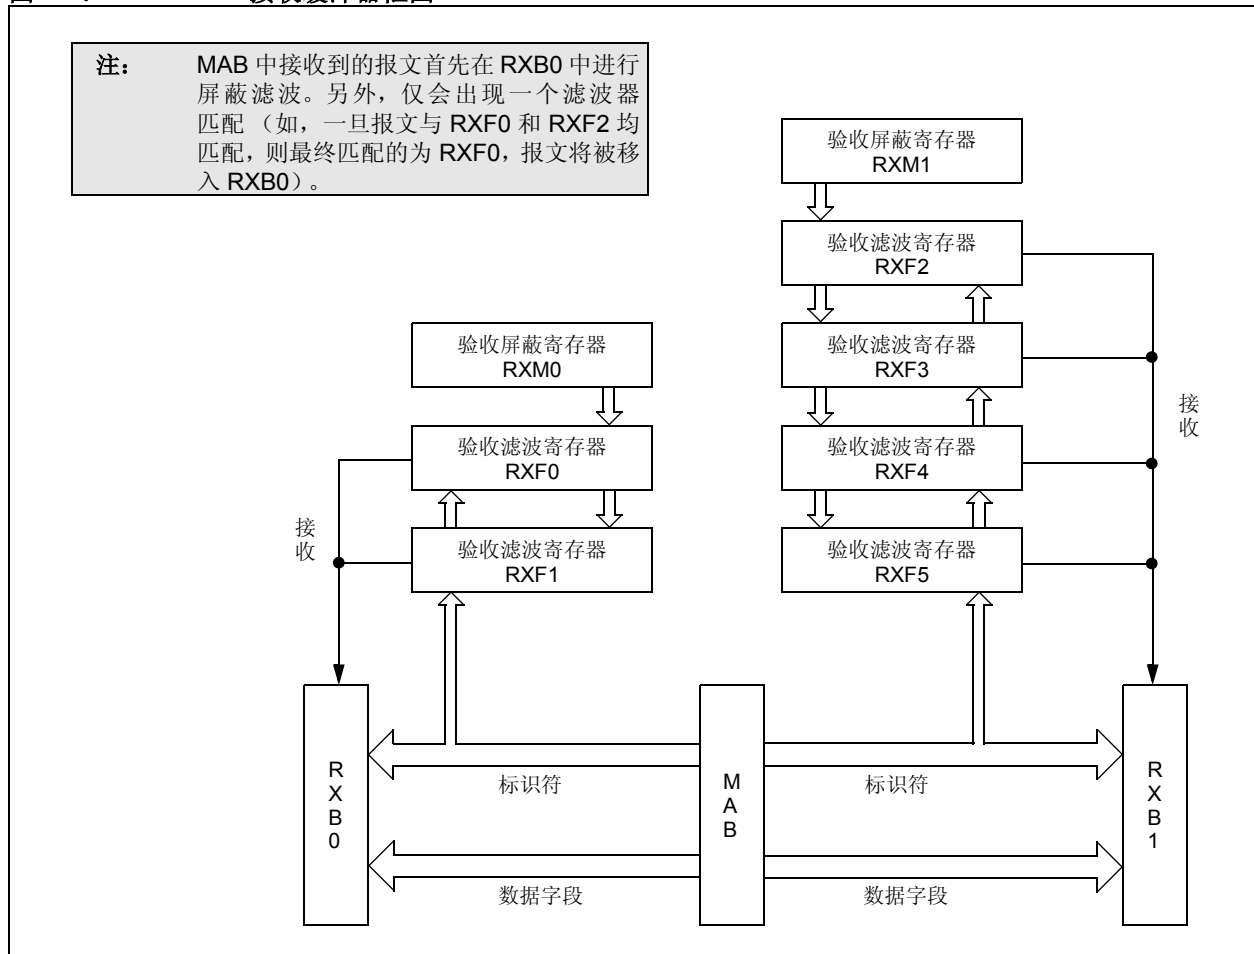 注：
MAB 中接收到的报文首先在 RXB0 中进行
屏蔽滤波。另外，仅会出现一个滤波器
匹配 （如，一旦报文与 RXF0 和 RXF2 均
匹配，则最终匹配的为 RXF0，报文将被移
入 RXB0）。
验收屏蔽寄存器
RXM1
验收滤波寄存器
RXF2
验收屏蔽寄存器
RXM0
验收滤波寄存器
RXF3
验收滤波寄存器
RXF0
验收滤波寄存器
RXF4
接收
接收
验收滤波寄存器
RXF1
验收滤波寄存器
RXF5
RXB0
标识符
MAB
标识符
RXB1
数据字段
数据字段